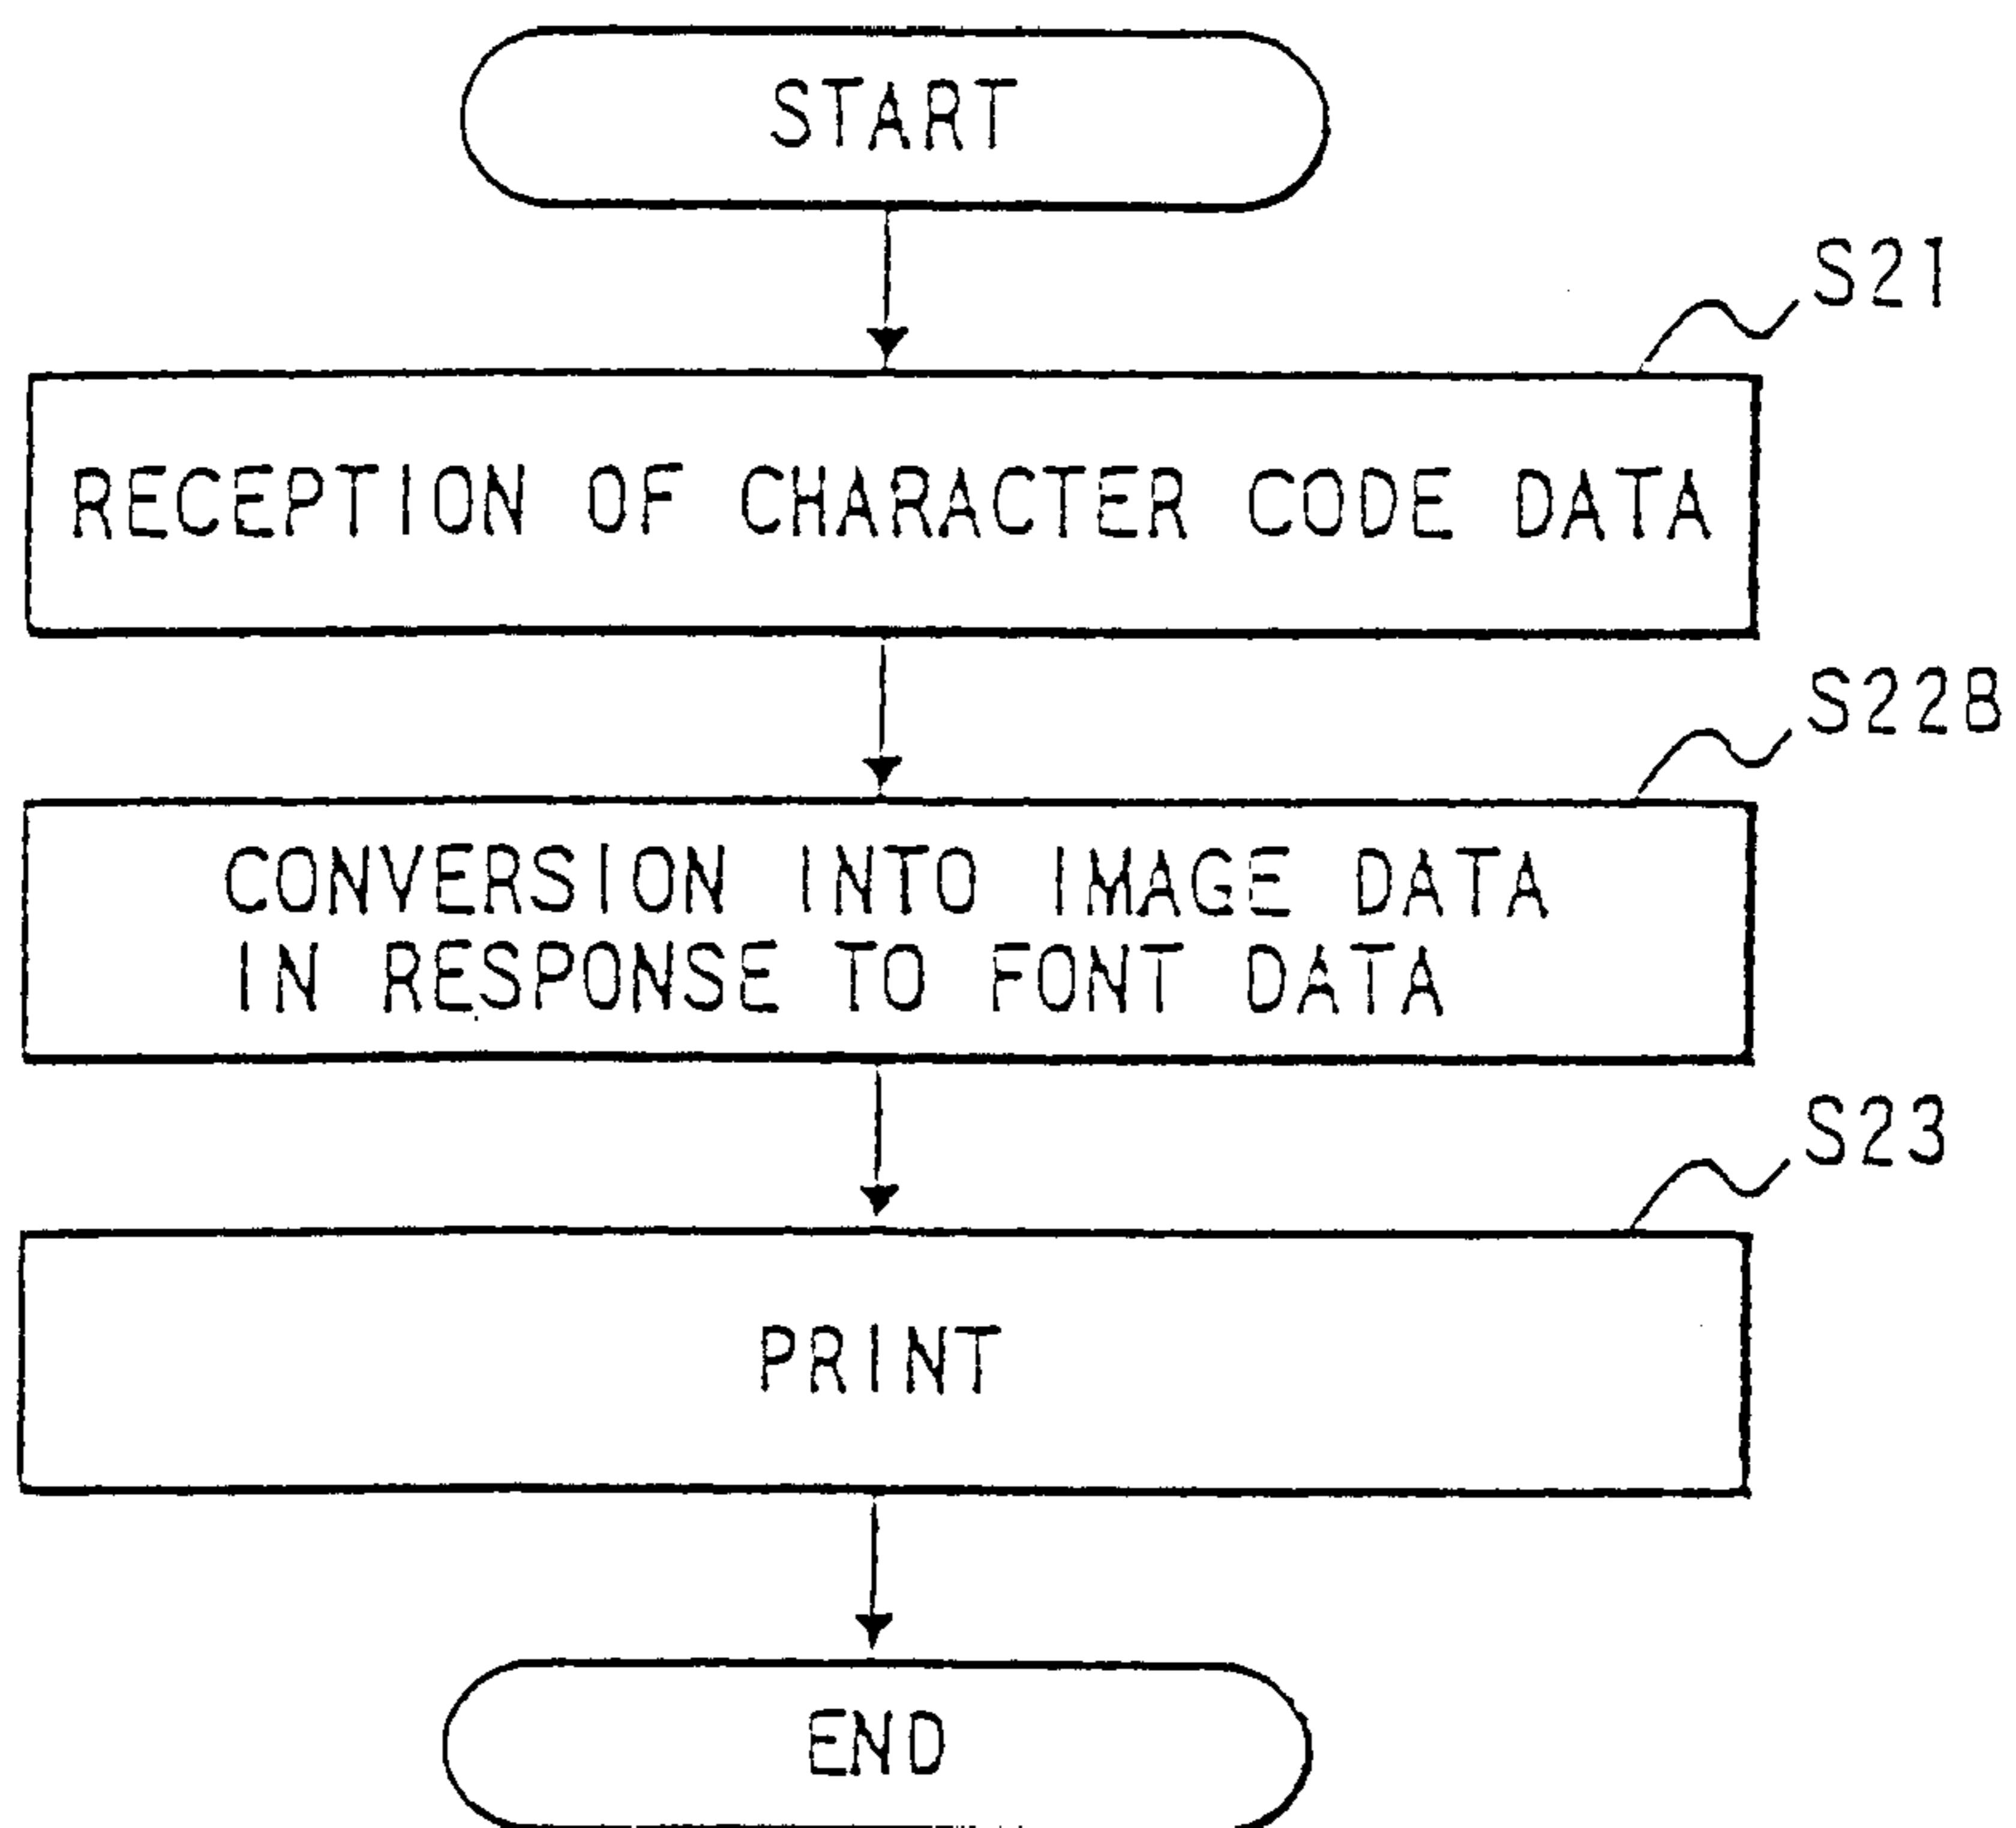 START
S21
RECEPTION OF CHARACTER CODE DATA
S22B
CONVERSION INTO IMAGE DATA
IN RESPONSE TO FONT DATA
S23
PRINT
END